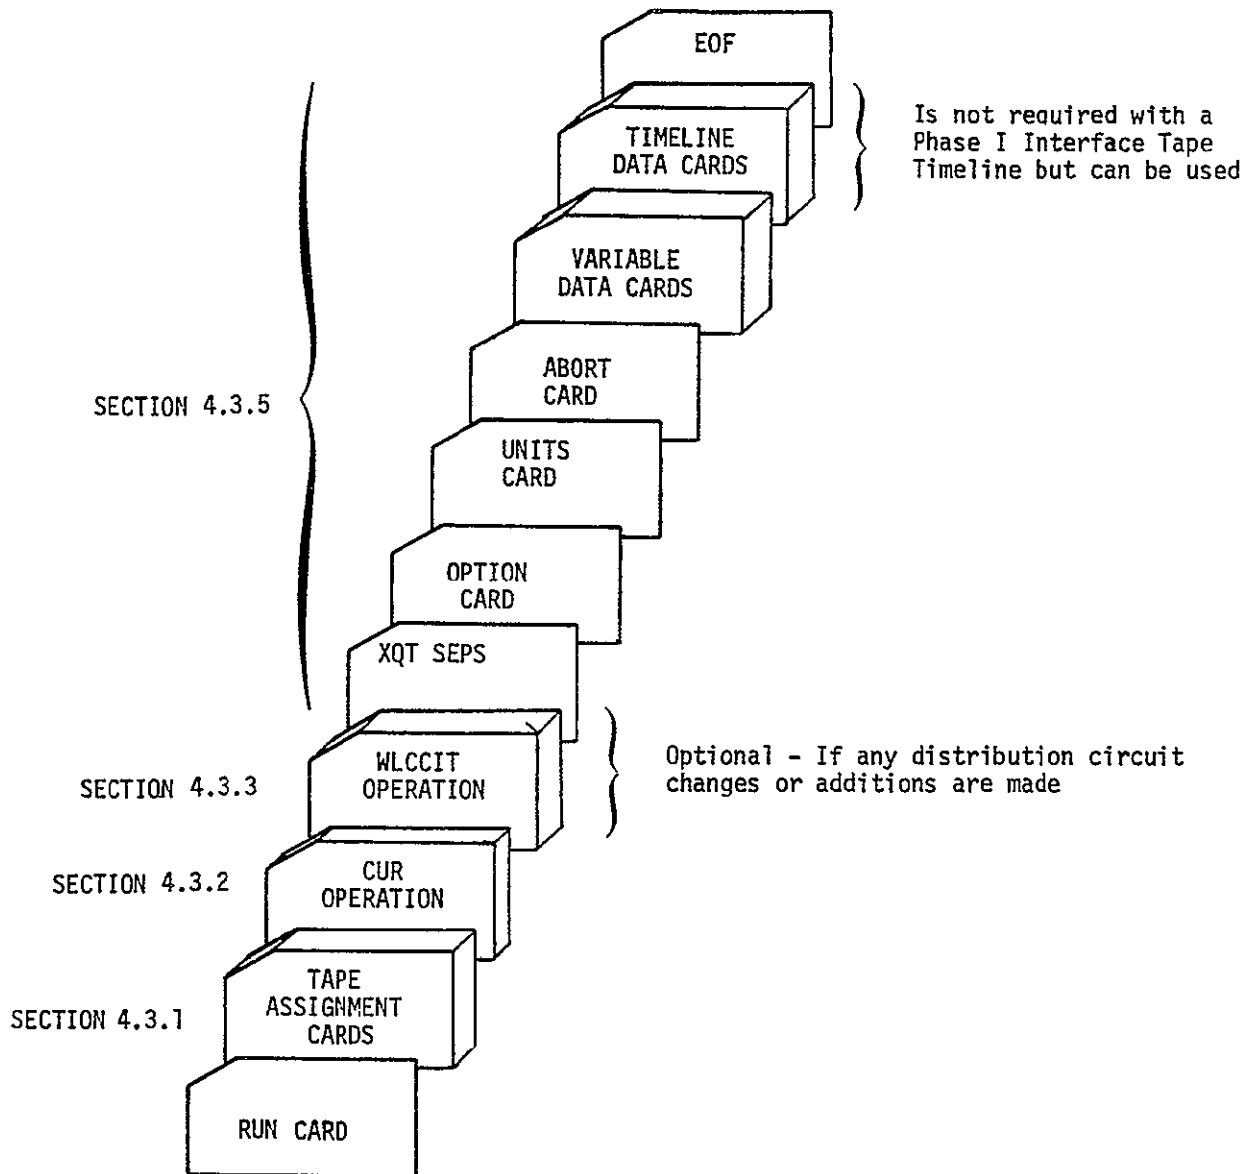 EOF
Is not required with a
Phase I Interface Tape
Timeline but can be used
TIMELINE
DATA CARDS
VARIABLE
DATA CARDS
ABORT
CARD
SECTION 4.3.5
UNITS
CARD
OPTION
CARD
XQT SEPS
Optional - If any distribution circuit
changes or additions are made
WLCCIT
OPERATION
SECTION 4.3.3
CUR
OPERATION
SECTION 4.3.2
TAPE
ASSIGNMENT
CARDS
SECTION 4.3.1
RUN CARD